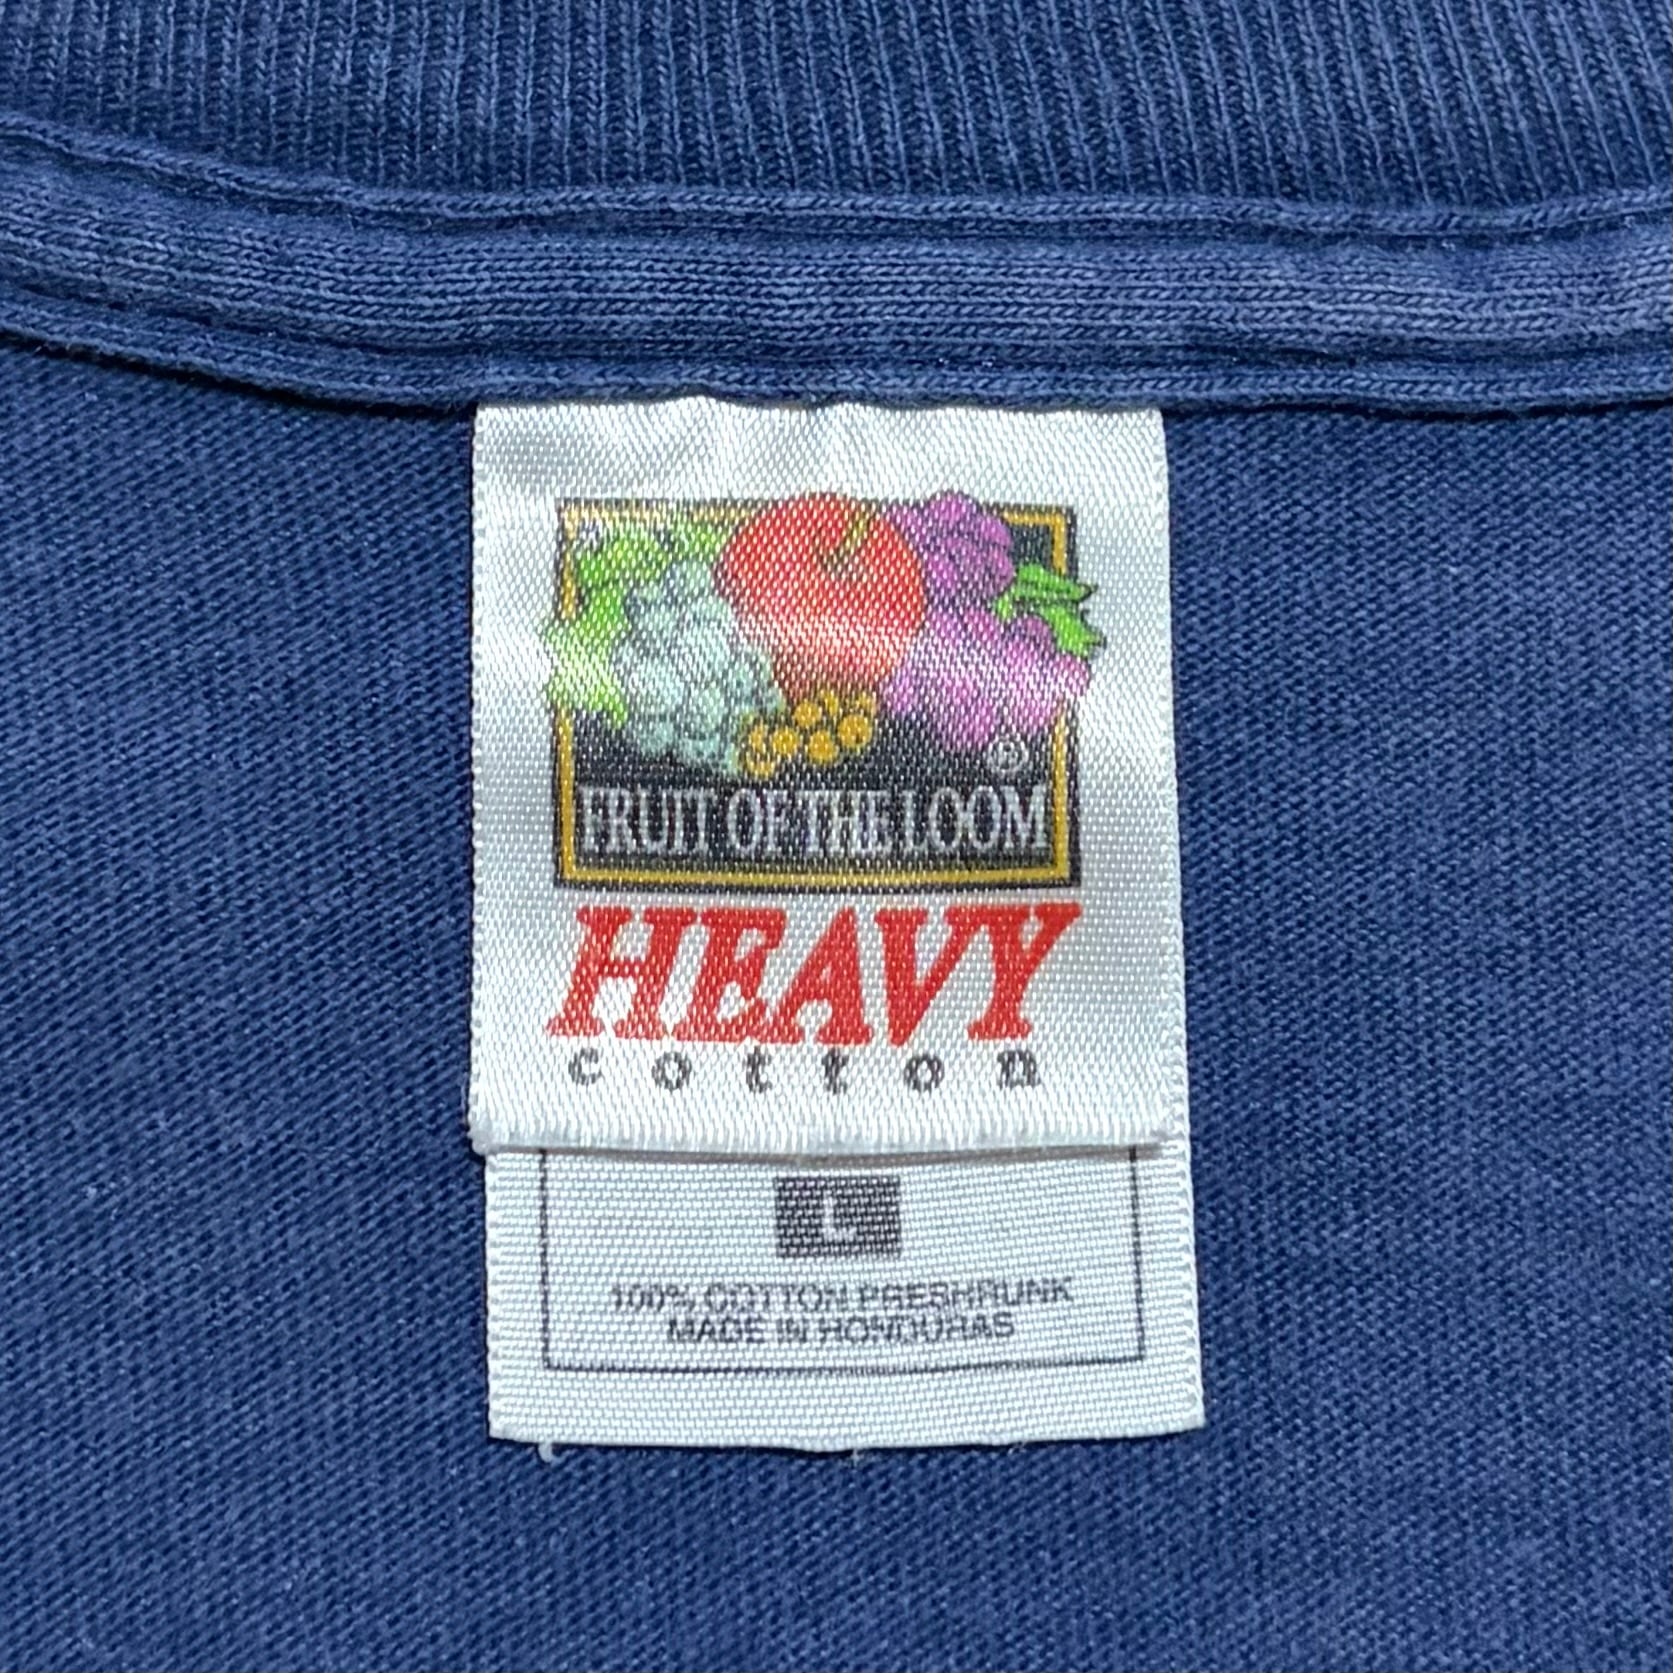 ®
FRUIT OF THE LOOM
HEAVY
cotton
L
100% COTTON PRESHRUNK
MADE IN HONDURAS